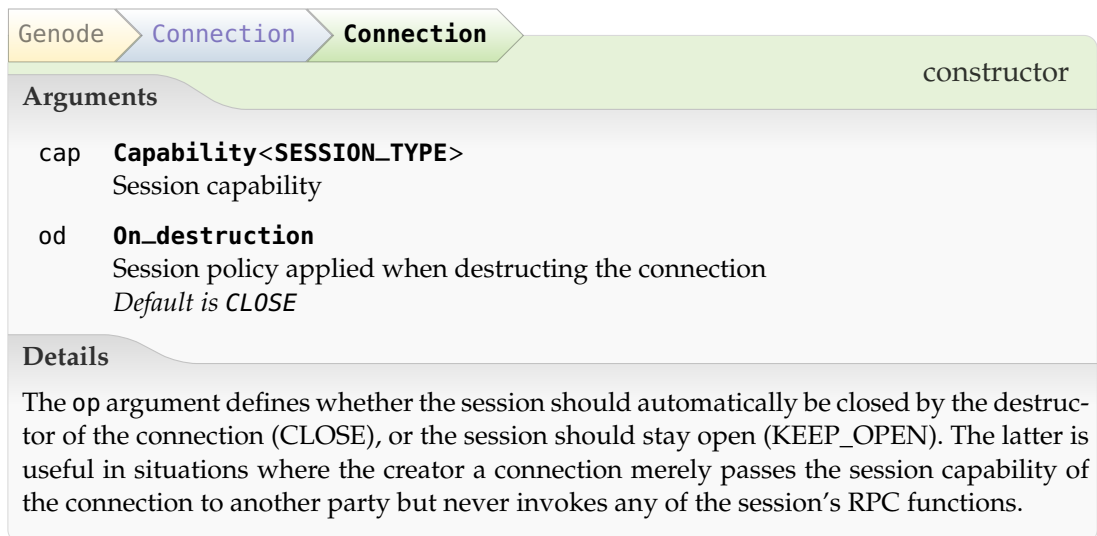 Genode Connection Connection
constructor
Arguments
cap Capability<SESSION_TYPE>
Session capability
od On_destruction
Session policy applied when destructing the connection
Default is CLOSE
Details
The op argument defines whether the session should automatically be closed by the destruc-
tor of the connection (CLOSE), or the session should stay open (KEEP_OPEN). The latter is
useful in situations where the creator a connection merely passes the session capability of
the connection to another party but never invokes any of the session's RPC functions.